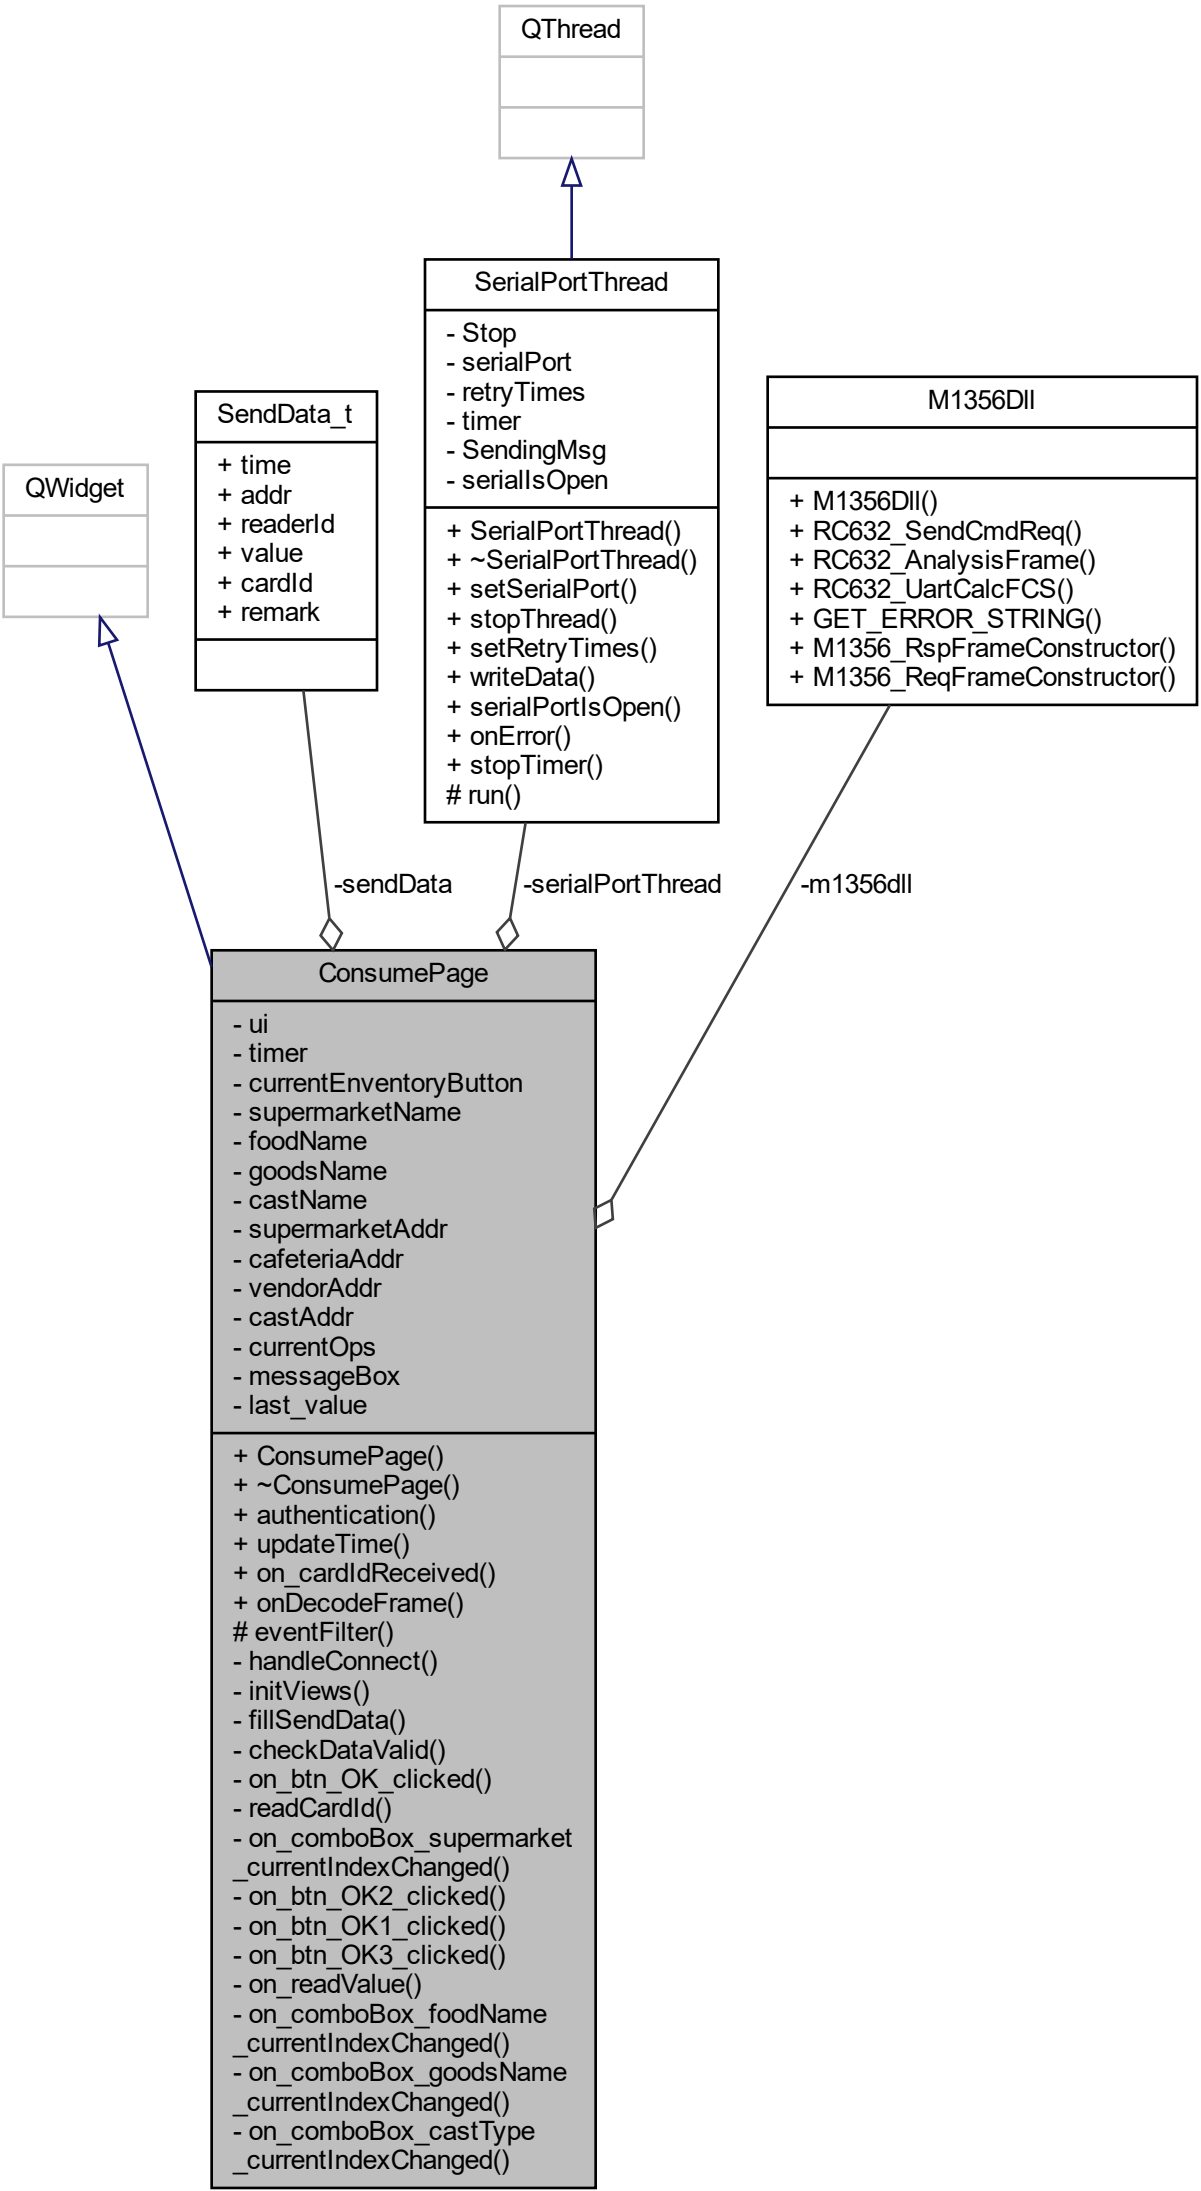 QThread
SerialPortThread
- Stop
- serialPort
- retryTimes
- timer
- SendingMsg
- serialIsOpen
+ SerialPortThread()
+ ~SerialPortThread()
+ setSerialPort()
+ stopThread()
+ setRetryTimes()
+ writeData()
+ serialPortIsOpen()
+ onError()
+ stopTimer()
# run()
M1356Dll
+ M1356Dll()
+ RC632_SendCmdReq()
+ RC632_AnalysisFrame()
+ RC632_UartCalcFCS()
+ GET_ERROR_STRING()
+ M1356_RspFrameConstructor()
+ M1356_ReqFrameConstructor()
SendData_t
+ time
+ addr
+ readerId
+ value
+ cardId
+ remark
QWidget
-sendData
-serialPortThread
-m1356dll
ConsumePage
- ui
- timer
- currentEnventoryButton
- supermarketName
- foodName
- goodsName
- castName
- supermarketAddr
- cafeteriaAddr
- vendorAddr
- castAddr
- currentOps
- messageBox
- last_value
+ ConsumePage()
+ ~ConsumePage()
+ authentication()
+ updateTime()
+ on_cardIdReceived()
+ onDecodeFrame()
# eventFilter()
- handleConnect()
- initViews()
- fillSendData()
- checkDataValid()
- on_btn_OK_clicked()
- readCardId()
- on_comboBox_supermarket
_currentIndexChanged()
- on_btn_OK2_clicked()
- on_btn_OK1_clicked()
- on_btn_OK3_clicked()
- on_readValue()
- on_comboBox_foodName
_currentIndexChanged()
- on_comboBox_goodsName
_currentIndexChanged()
- on_comboBox_castType
_currentIndexChanged()